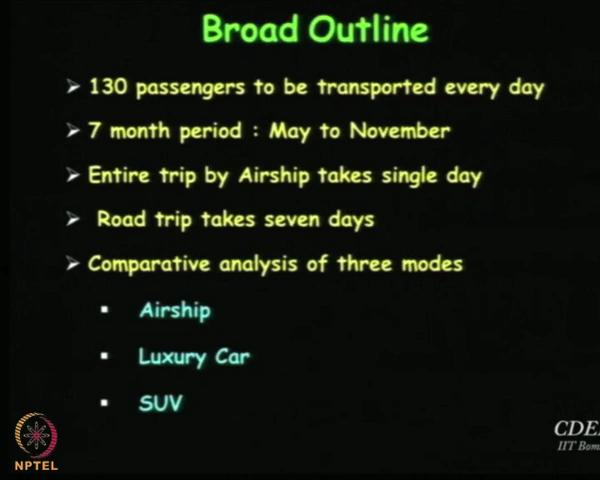 Broad Outline
130 passengers to be transported every day
7 month period : May to November
Entire trip by Airship takes single day
Road trip takes seven days
Comparative analysis of three modes
Airship
Luxury Car
SUV
NPTEL
IIT Bom